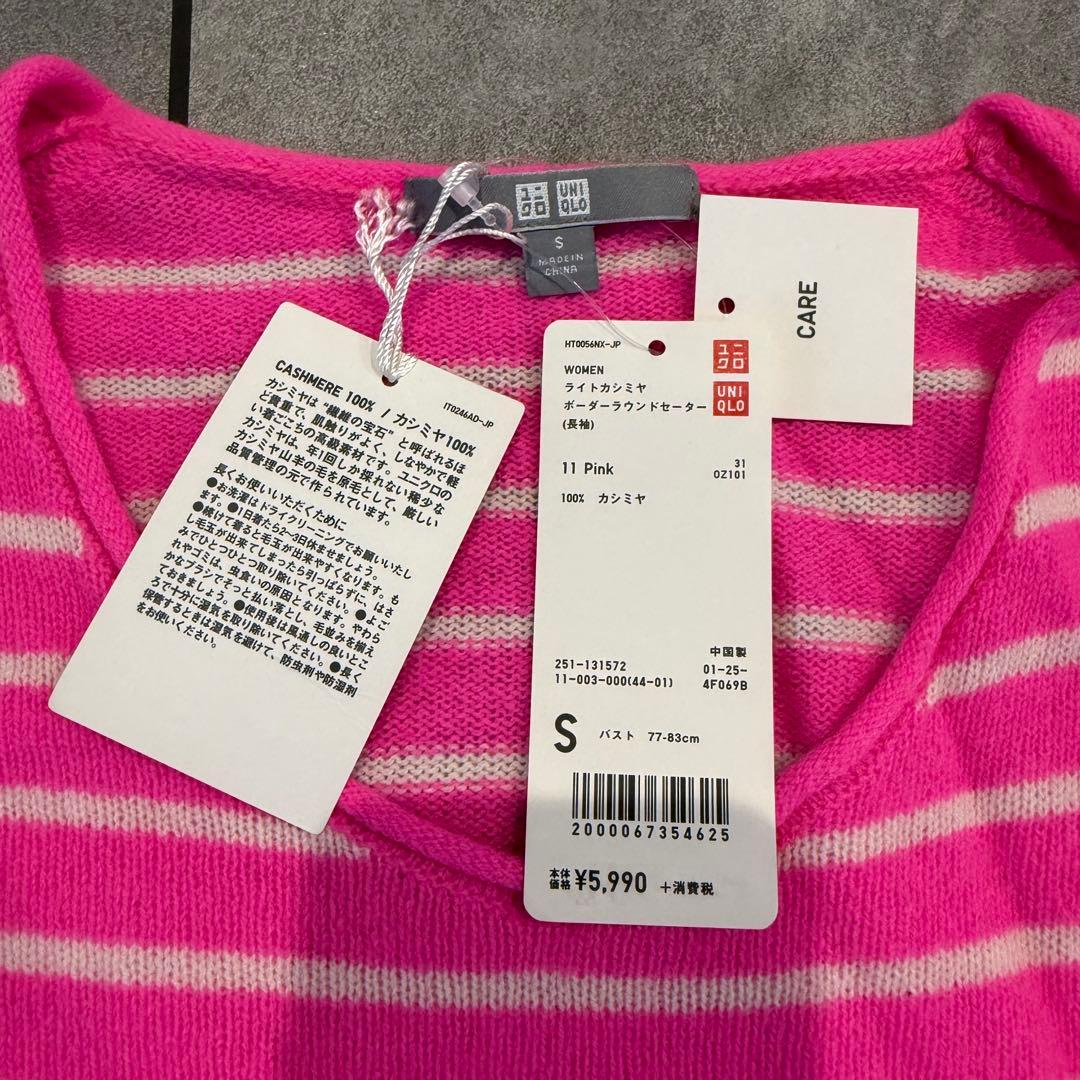 ユニクロ
UNIQLO
S
MADE IN
CHINA
CARE
CASHMERE 100% / カシミヤ100%
IT0246AD-JP
カシミヤは“繊維の宝石”と呼ばれるほ
ど貴重で、肌触りがよく、しなやかで軽
い着ごこちの高級素材です。ユニクロの
カシミヤは、年1回しか採れない稀少な
カシミヤ山羊の毛を原毛として、厳しい
品質管理の元で作られています。
長くお使いいただくために
●お洗濯はドライクリーニングでお願いいたし
ます。●1日着たら2~3日休ませましょう。
●続けて着ると毛玉が出来やすくなります。も
し毛玉が出来てしまったら引っぱらずに、はさ
みでひとつひとつ取り除いてください。●よご
れやゴミは、虫食いの原因となります。やわら
かなブラシでそっと払い落とし、毛並みを揃え
ておきましょう。●使用後は風通しの良いとこ
ろで十分に湿気を取り除いてください。●長く
保管するときは湿気を避けて、防虫剤や防湿剤
をお使いください。
HT0056NX-JP
ユニクロ
WOMEN
ライトカシミヤ
UNIQLO
ボーダーラウンドセーター
(長袖)
11 Pink
31
OZ101
100% カシミヤ
中国製
251-131572
01-25-
11-003-000(44-01)
4F069B
S バスト 77-83cm
2000067354625
本体価格 ¥5,990 +消費税